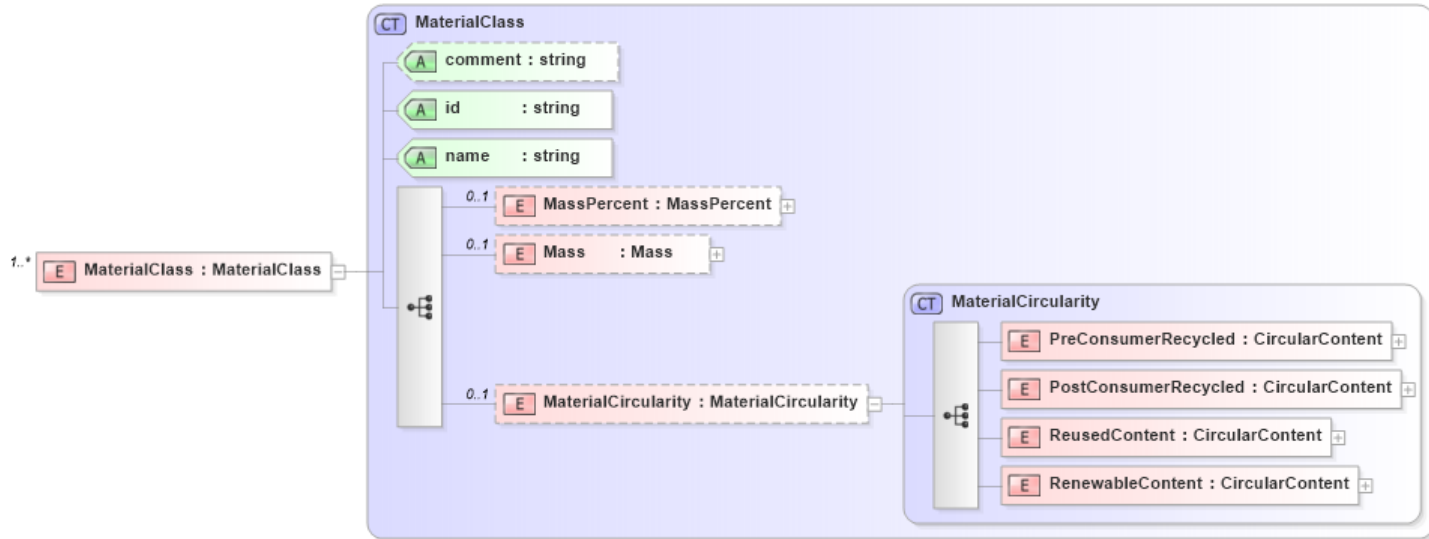 CT MaterialClass
A comment : string
A id : string
A name : string
0..1 E MassPercent : MassPercent
0..1 E Mass : Mass
1..* E MaterialClass : MaterialClass
CT MaterialCircularity
E PreConsumerRecycled : CircularContent
E PostConsumerRecycled : CircularContent
0..1 E MaterialCircularity : MaterialCircularity
E ReusedContent : CircularContent
E RenewableContent : CircularContent